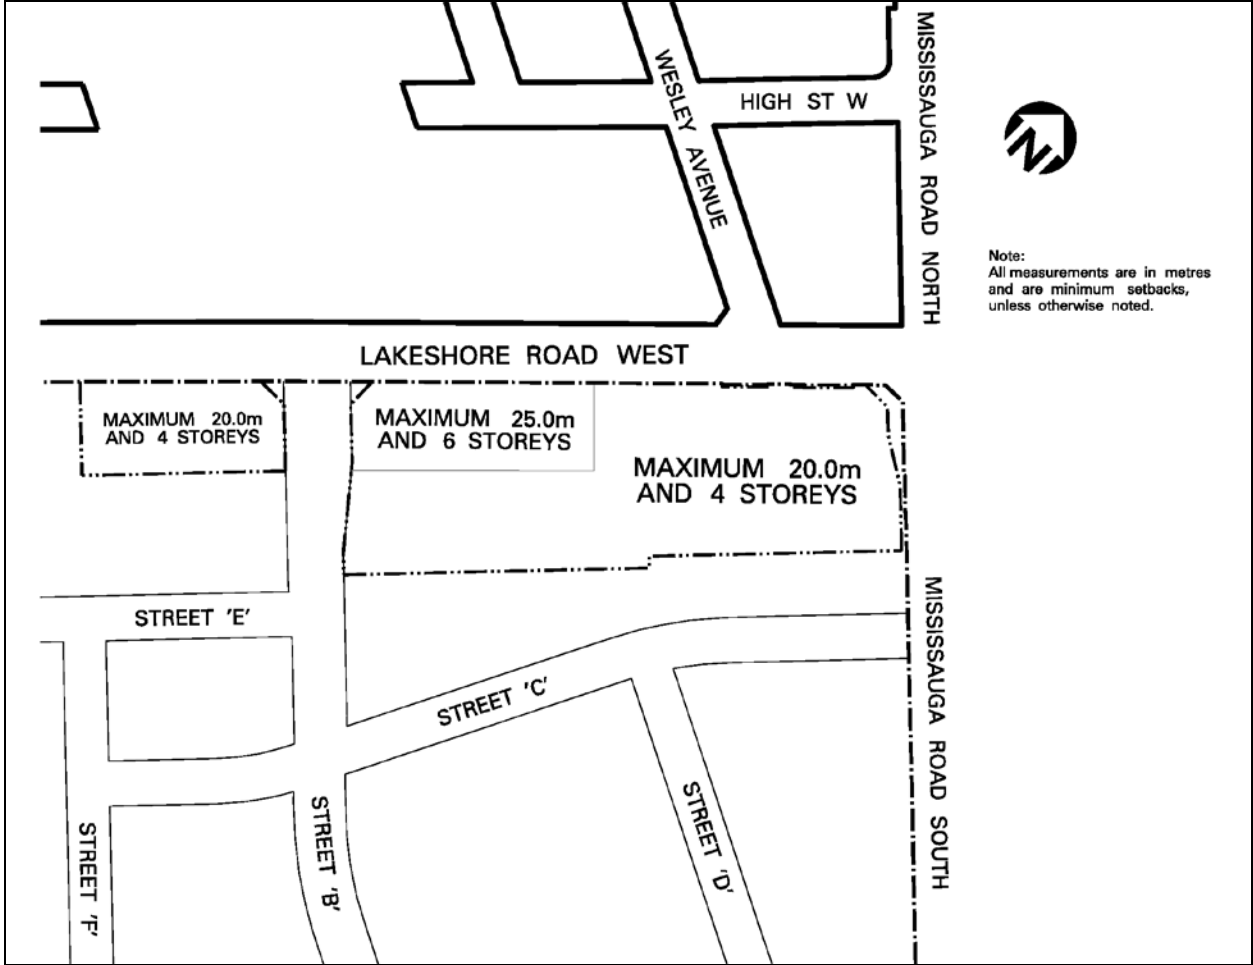 WESLEY AVENUE
HIGH ST W
MISSISSAUGA ROAD NORTH
N
Note:
All measurements are in metres
and are minimum setbacks,
unless otherwise noted.
LAKESHORE ROAD WEST
MAXIMUM 20.0m
AND 4 STOREYS
MAXIMUM 25.0m
AND 6 STOREYS
MAXIMUM 20.0m
AND 4 STOREYS
STREET 'E'
STREET 'C'
MISSISSAUGA ROAD SOUTH
STREET 'F'
STREET 'B'
STREET 'D'